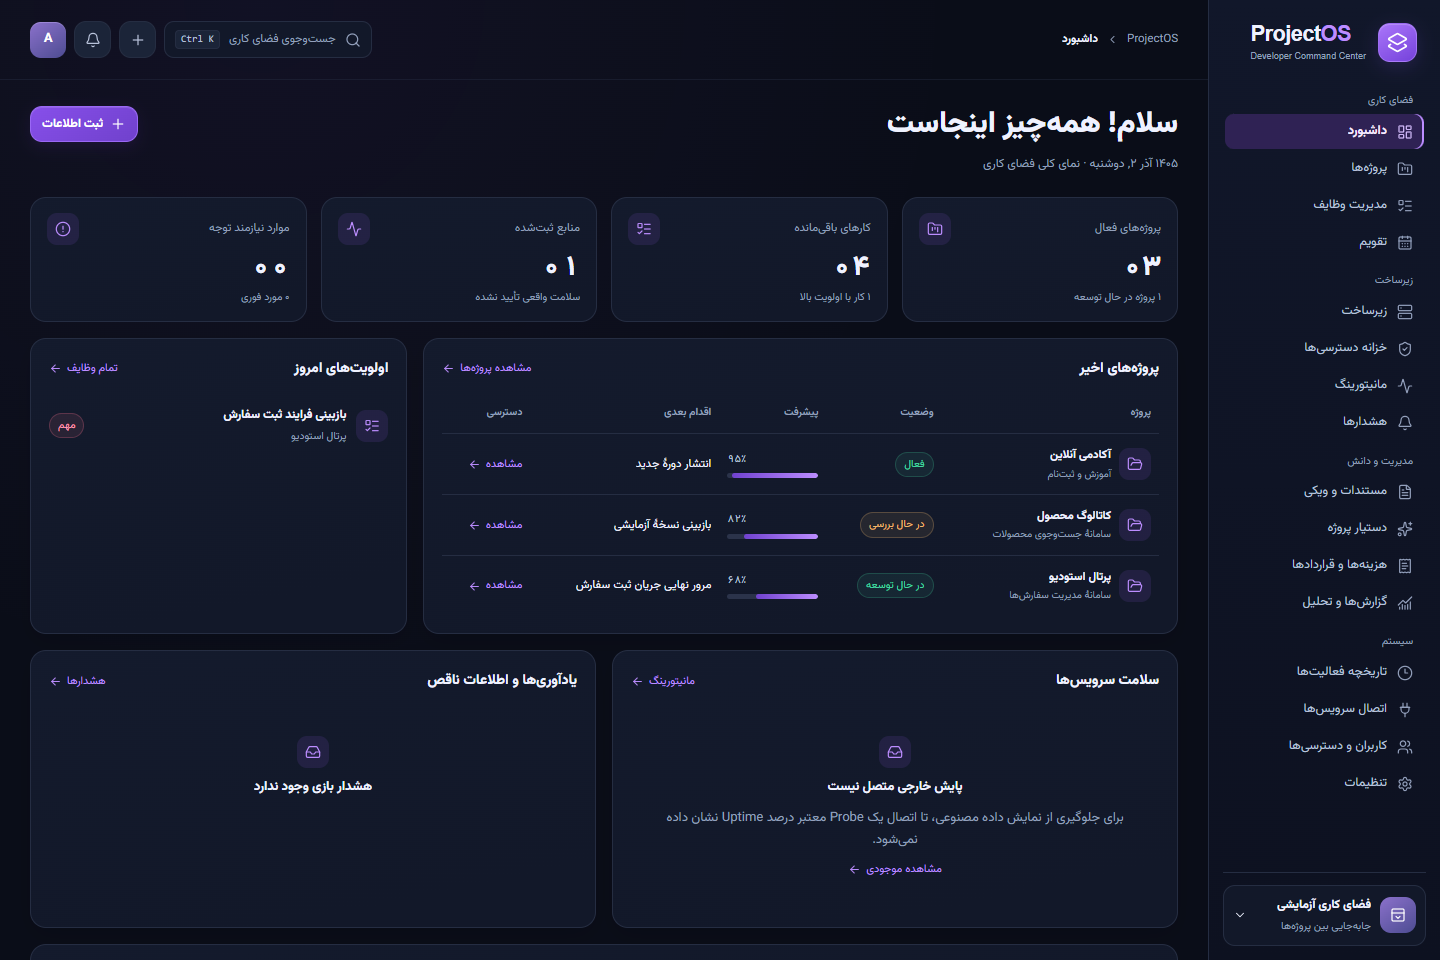 ProjectOS
Developer Command Center
فضای کاری
داشبورد
پروژه‌ها
مدیریت وظایف
تقویم
زیرساخت
زیرساخت
خزانه دسترسی‌ها
مانیتورینگ
هشدارها
مدیریت و دانش
مستندات و ویکی
دستیار پروژه
هزینه‌ها و قراردادها
گزارش‌ها و تحلیل
سیستم
تاریخچه فعالیت‌ها
اتصال سرویس‌ها
کاربران و دسترسی‌ها
تنظیمات
فضای کاری آزمایشی
جابه‌جایی بین پروژه‌ها
ProjectOS
داشبورد
جست‌وجوی فضای کاری
Ctrl K
A
سلام! همه‌چیز اینجاست
۱۴۰۵ آذر ۲, دوشنبه · نمای کلی فضای کاری
ثبت اطلاعات
پروژه‌های فعال
۰۳
۱ پروژه در حال توسعه
کارهای باقی‌مانده
۰۴
۱ کار با اولویت بالا
منابع ثبت‌شده
۰۱
سلامت واقعی تأیید نشده
موارد نیازمند توجه
۰۰
۰ مورد فوری
پروژه‌های اخیر
مشاهده پروژه‌ها
پروژه وضعیت پیشرفت اقدام بعدی دسترسی
آکادمی آنلاین
آموزش و ثبت‌نام
فعال
۹۵٪
انتشار دورهٔ جدید
مشاهده
کاتالوگ محصول
سامانهٔ جست‌وجوی محصولات
در حال بررسی
۸۲٪
بازبینی نسخهٔ آزمایشی
مشاهده
پرتال استودیو
سامانهٔ مدیریت سفارش‌ها
در حال توسعه
۶۸٪
مرور نهایی جریان ثبت سفارش
مشاهده
اولویت‌های امروز
تمام وظایف
بازبینی فرایند ثبت سفارش
پرتال استودیو
مهم
سلامت سرویس‌ها
مانیتورینگ
پایش خارجی متصل نیست
برای جلوگیری از نمایش داده مصنوعی، تا اتصال یک Probe معتبر درصد Uptime نشان داده
نمی‌شود.
مشاهده موجودی
یادآوری‌ها و اطلاعات ناقص
هشدارها
هشدار بازی وجود ندارد